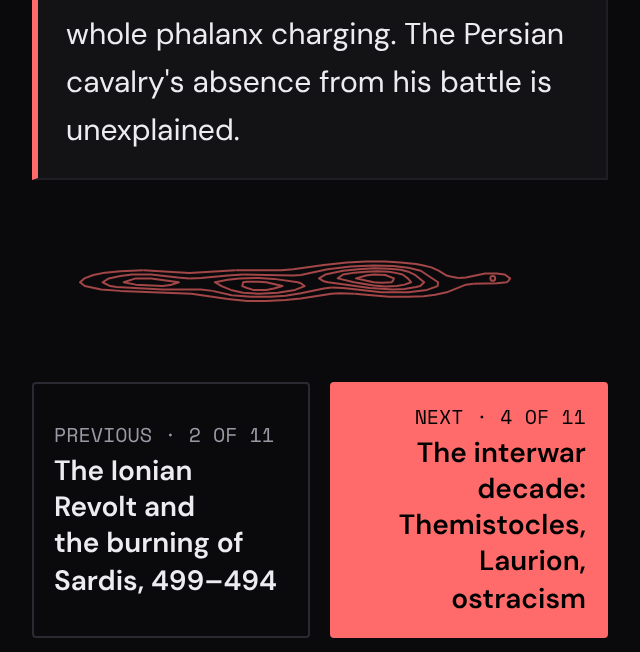 whole phalanx charging. The Persian
cavalry's absence from his battle is
unexplained.
PREVIOUS · 2 OF 11
The Ionian
Revolt and
the burning of
Sardis, 499–494
NEXT · 4 OF 11
The interwar
decade:
Themistocles,
Laurion,
ostracism